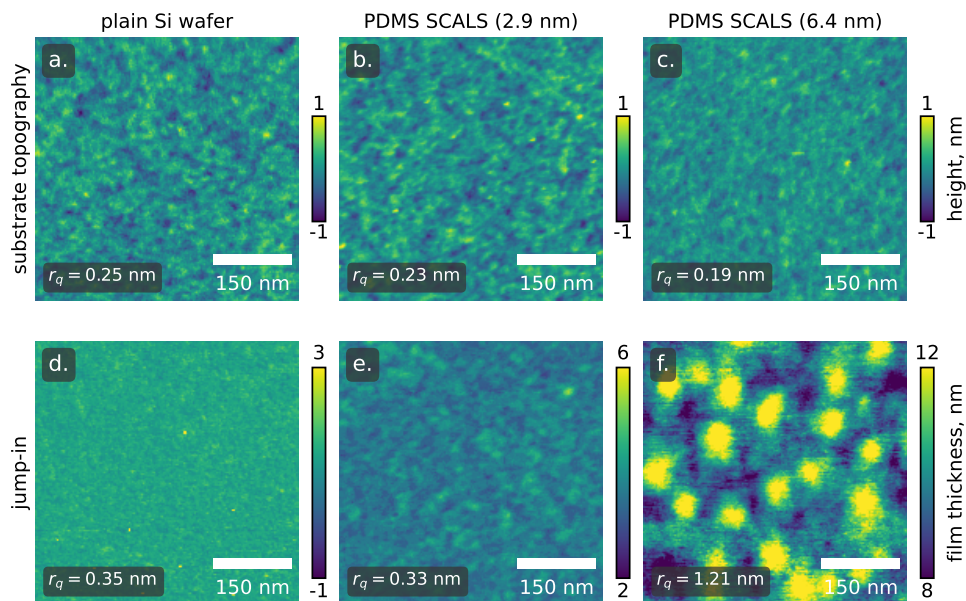 plain Si wafer
PDMS SCALS (2.9 nm)
PDMS SCALS (6.4 nm)
substrate topography
a.
r_q = 0.25 nm
150 nm
1
-1
b.
r_q = 0.23 nm
150 nm
1
-1
c.
r_q = 0.19 nm
150 nm
1
-1
height, nm
jump-in
d.
r_q = 0.35 nm
150 nm
3
-1
e.
r_q = 0.33 nm
150 nm
6
2
f.
r_q = 1.21 nm
150 nm
12
8
film thickness, nm